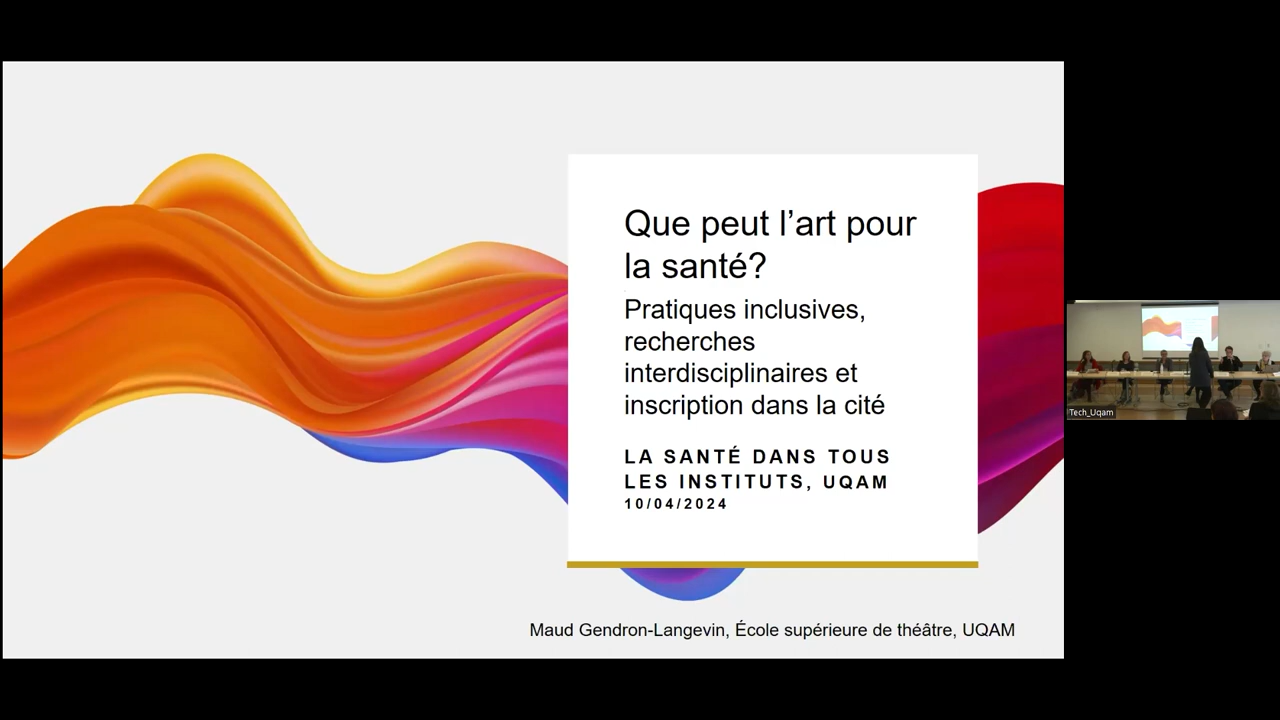 Que peut l’art pour
la santé?
Pratiques inclusives,
recherches
interdisciplinaires et
inscription dans la cité
LA SANTÉ DANS TOUS
LES INSTITUTS, UQAM
10/04/2024
Maud Gendron-Langevin, École supérieure de théâtre, UQAM
Tech_Uqam